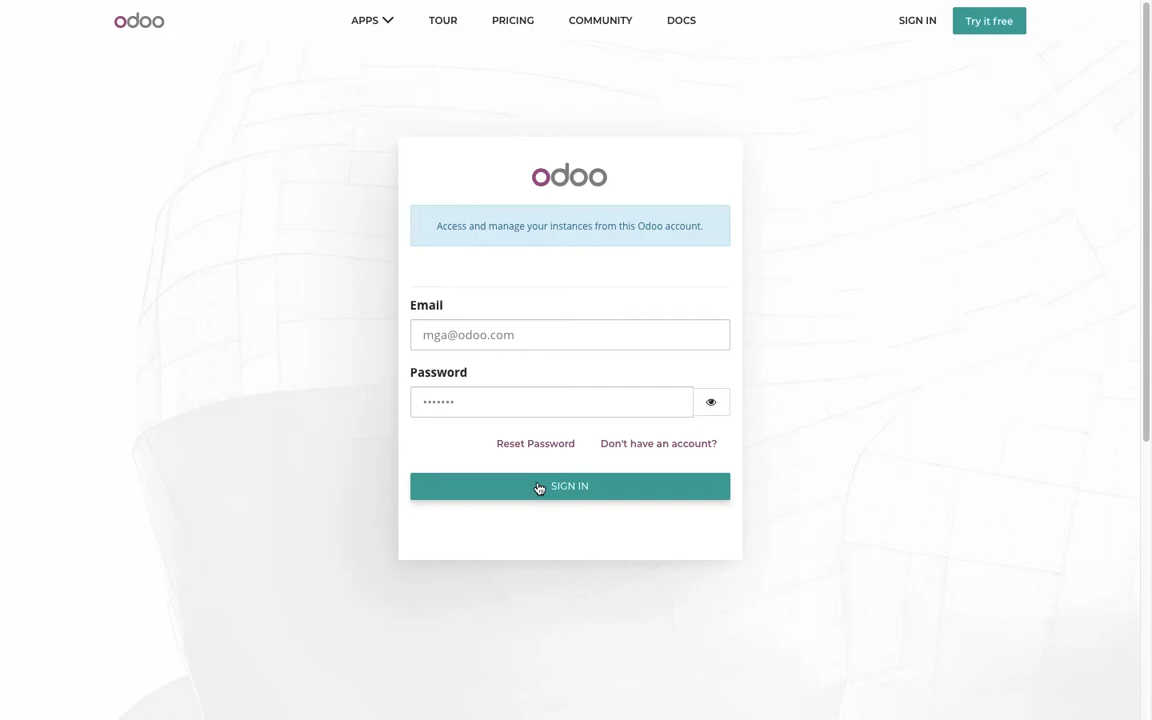 odoo
APPS
TOUR
PRICING
COMMUNITY
DOCS
SIGN IN
Try it free
odoo
Access and manage your instances from this Odoo account.
Email
mga@odoo.com
Password
•••••••
Reset Password
Don't have an account?
SIGN IN